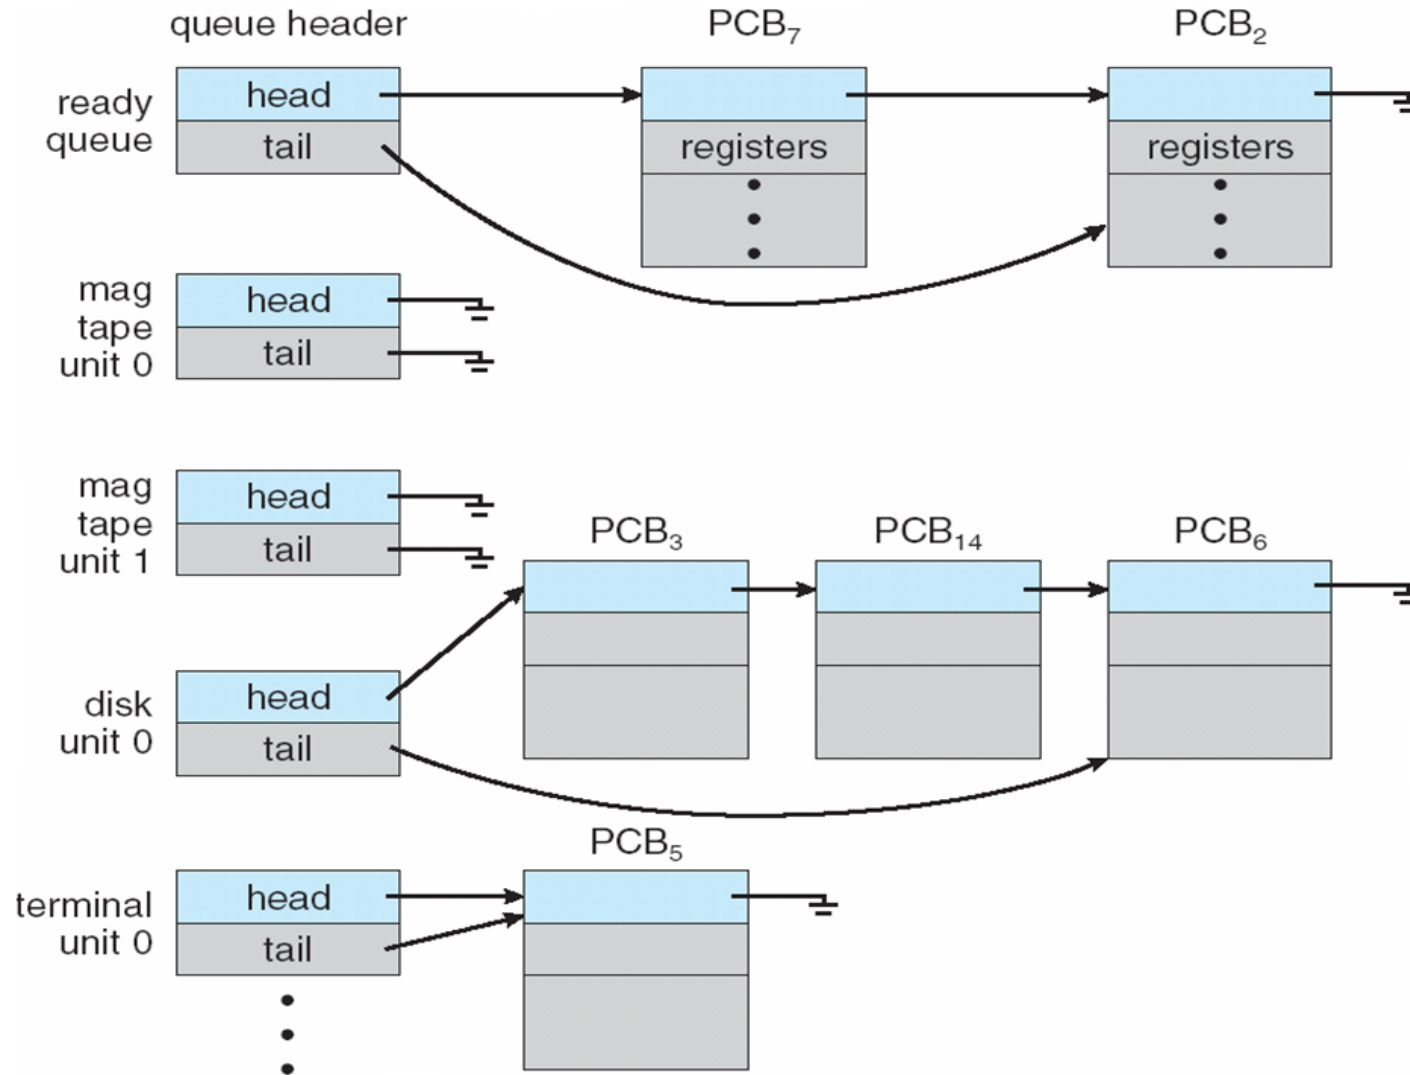 queue header
PCB₇
PCB₂
ready
queue
head
tail
registers
registers
mag
tape
unit 0
head
tail
mag
tape
unit 1
head
tail
PCB₃
PCB₁₄
PCB₆
disk
unit 0
head
tail
PCB₅
terminal
unit 0
head
tail